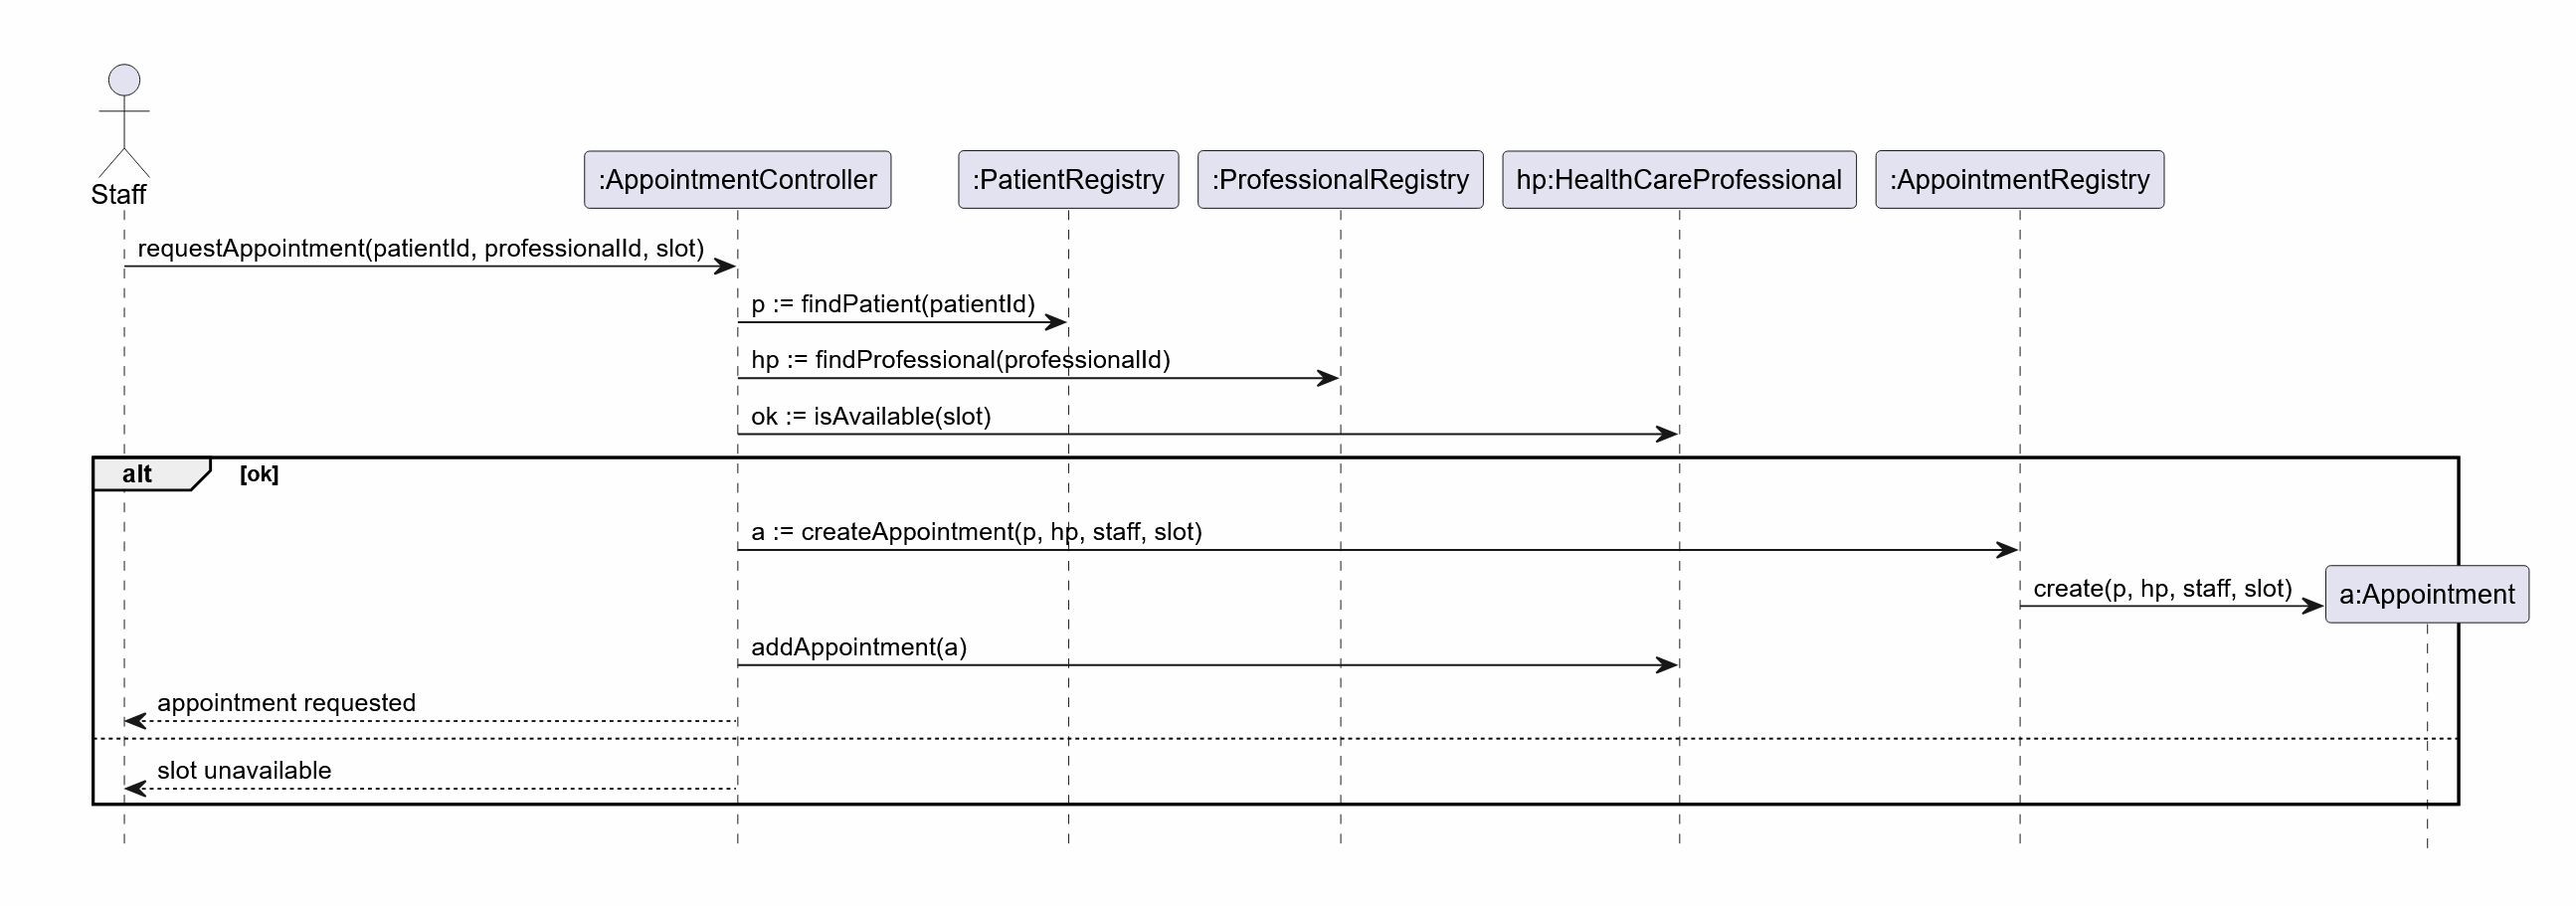 Staff
:AppointmentController
:PatientRegistry
:ProfessionalRegistry
hp:HealthCareProfessional
:AppointmentRegistry
requestAppointment(patientId, professionalId, slot)
p := findPatient(patientId)
hp := findProfessional(professionalId)
ok := isAvailable(slot)
alt [ok]
a := createAppointment(p, hp, staff, slot)
create(p, hp, staff, slot)
a:Appointment
addAppointment(a)
appointment requested
slot unavailable